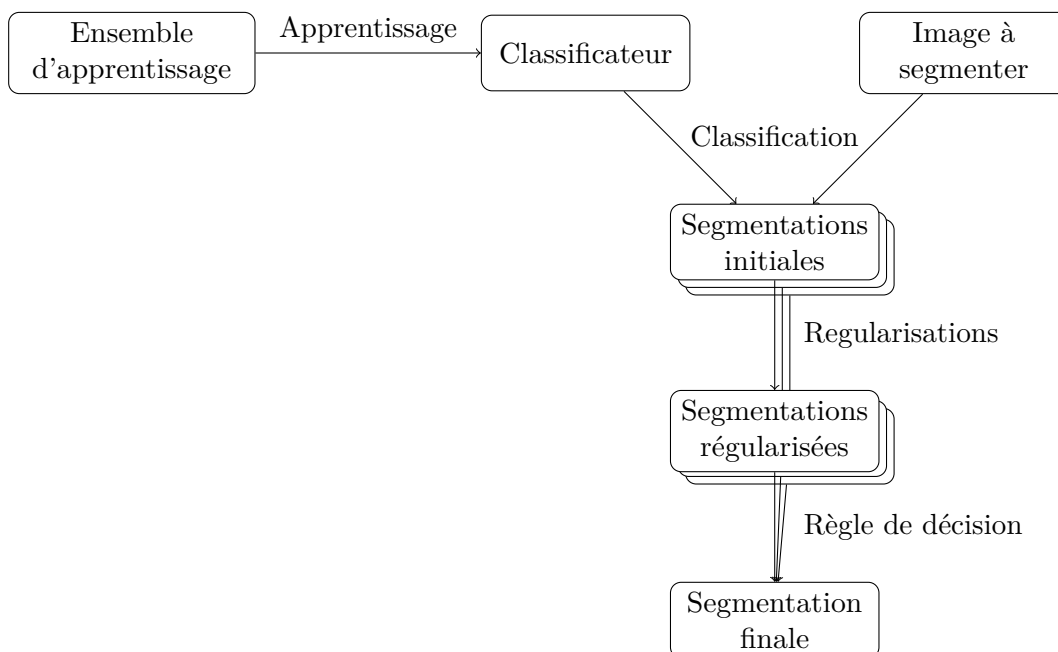 Ensemble
d'apprentissage
Apprentissage
Classificateur
Image à
segmenter
Classification
Segmentations
initiales
Regularisations
Segmentations
régularisées
Règle de décision
Segmentation
finale